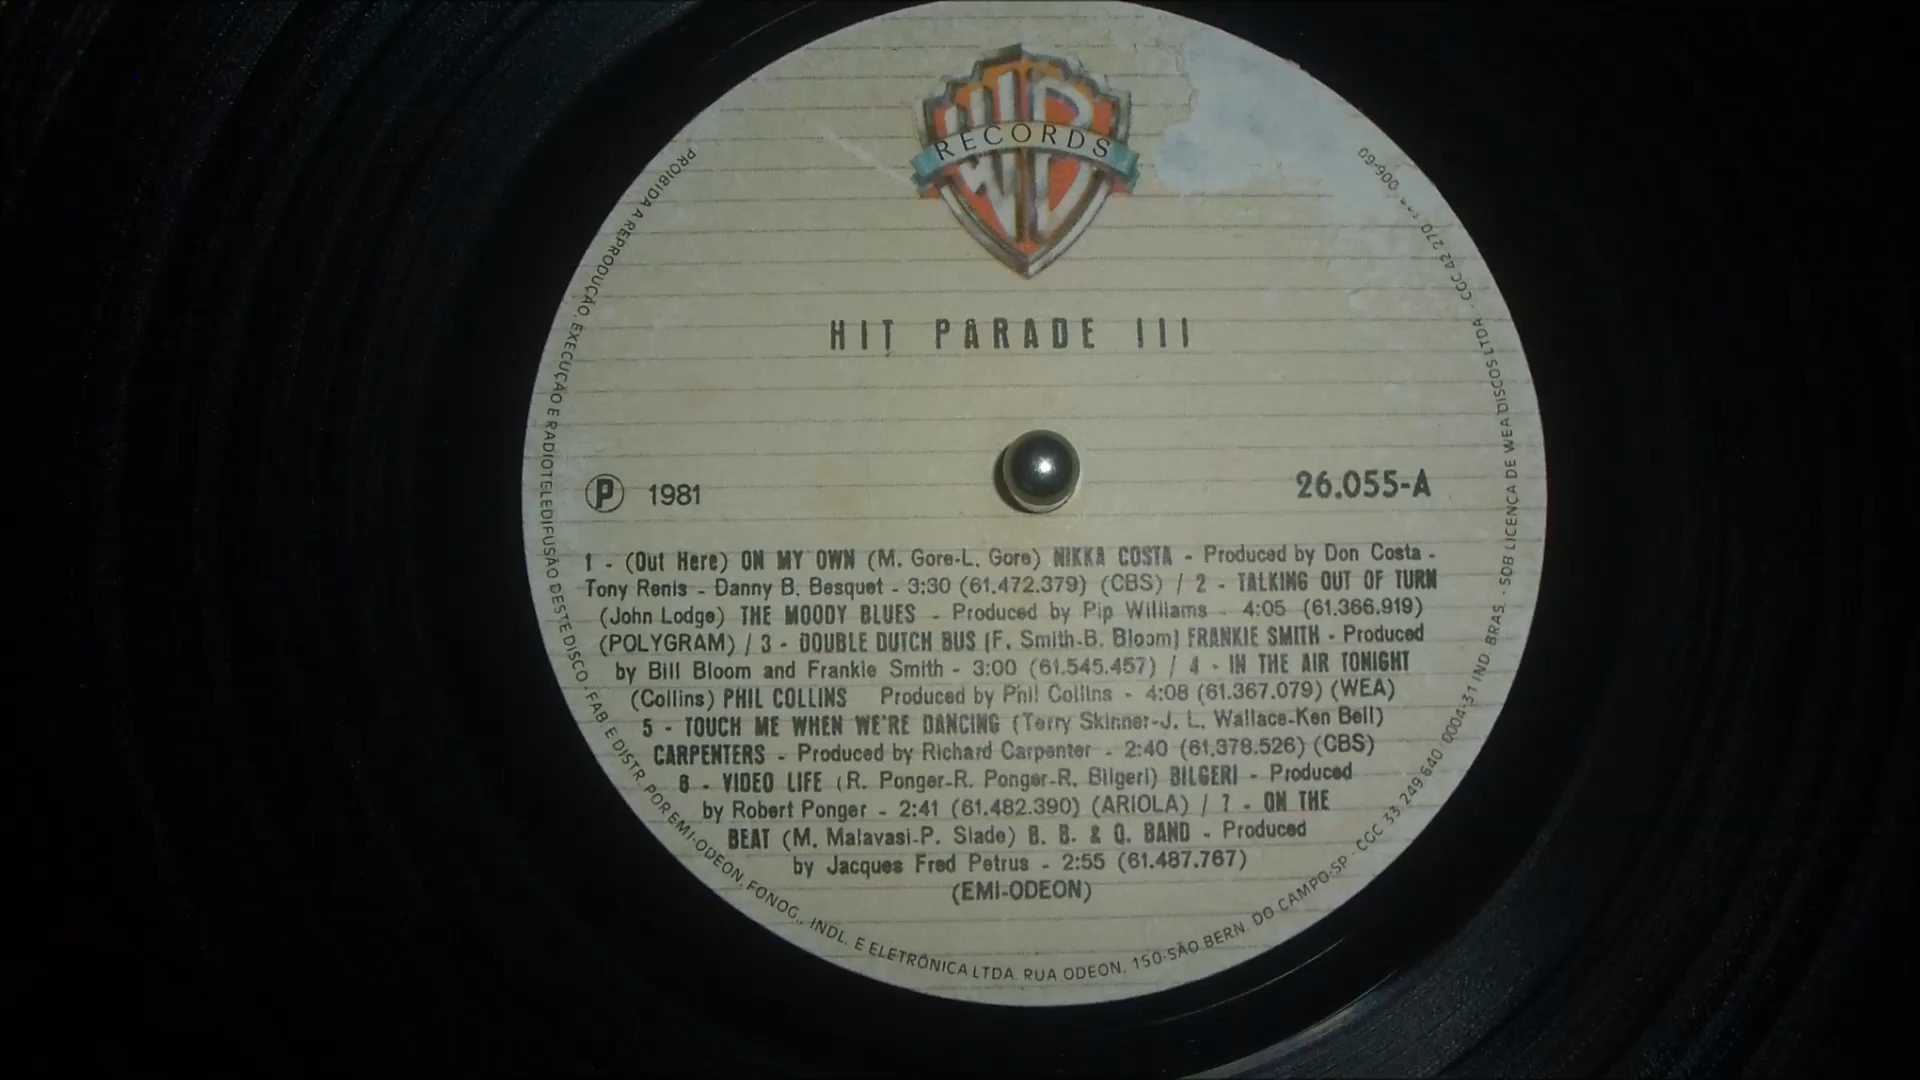 WB
RECORDS
HIT PARADE III
Ⓟ 1981
26.055-A
1 - (Out Here) ON MY OWN (M. Gore-L. Gore) NIKKA COSTA - Produced by Don Costa -
Tony Renis - Danny B. Besquet - 3:30 (61.472.379) (CBS) / 2 - TALKING OUT OF TURN
(John Lodge) THE MOODY BLUES - Produced by Pip Williams - 4:05 (61.366.919)
(POLYGRAM) / 3 - DOUBLE DUTCH BUS (F. Smith-B. Bloom) FRANKIE SMITH - Produced
by Bill Bloom and Frankie Smith - 3:00 (61.545.457) / 4 - IN THE AIR TONIGHT
(Collins) PHIL COLLINS Produced by Phil Collins - 4:08 (61.367.079) (WEA)
5 - TOUCH ME WHEN WE'RE DANCING (Terry Skinner-J. L. Wallace-Ken Bell)
CARPENTERS - Produced by Richard Carpenter - 2:40 (61.378.526) (CBS)
6 - VIDEO LIFE (R. Ponger-R. Ponger-R. Bilgeri) BILGERI - Produced
by Robert Ponger - 2:41 (61.482.390) (ARIOLA) / 7 - ON THE
BEAT (M. Malavasi-P. Slade) B. B. & Q. BAND - Produced
by Jacques Fred Petrus - 2:55 (61.487.767)
(EMI-ODEON)
PROIBIDA A REPRODUÇÃO, EXECUÇÃO E RADIOTELEDIFUSÃO DESTE DISCO. FAB E DISTR. POR EMI-ODEON, FONOG., INDL. E ELETRÔNICA LTDA. RUA ODEON, 150-SÃO BERN. DO CAMPO-SP - CGC 33 249 640 0004-31 IND. BRAS. - SOB LICENÇA DE WEA DISCOS LTDA - CGC 42 270 006-60